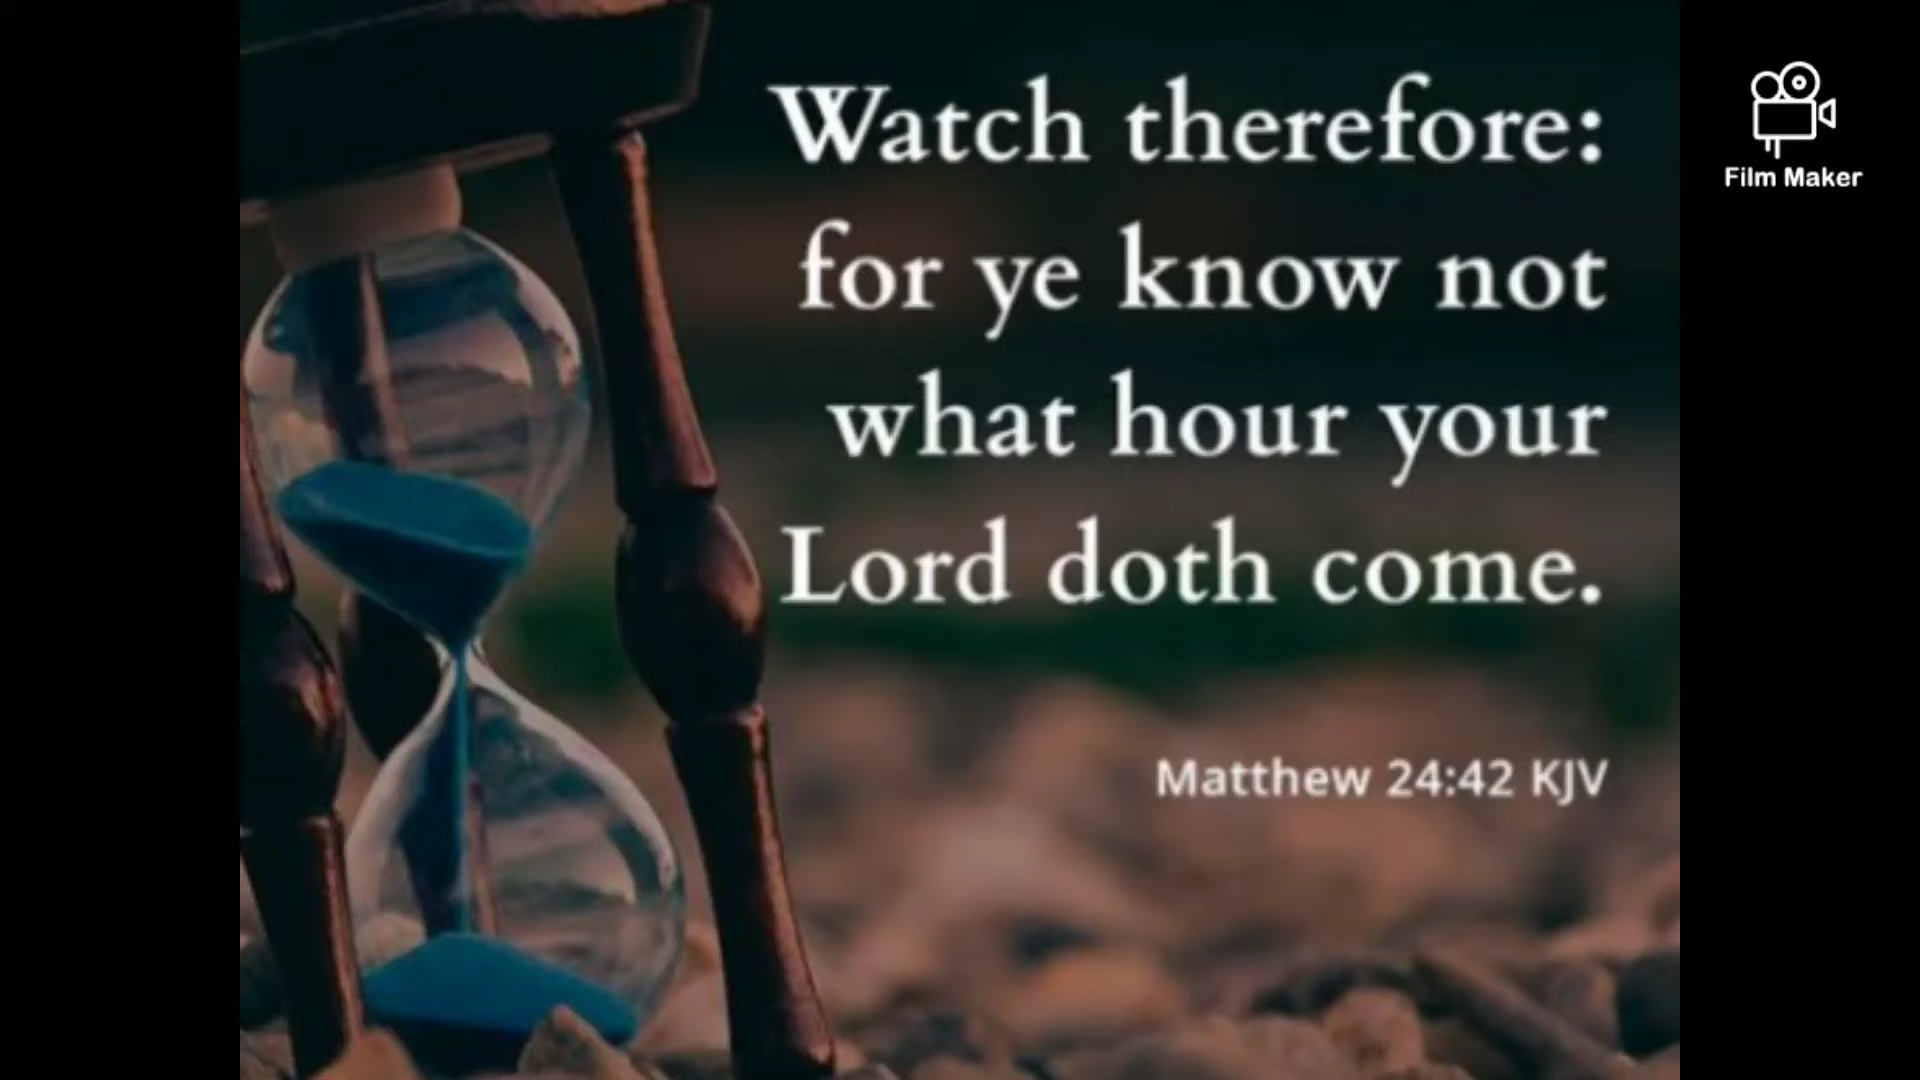 Watch therefore:
for ye know not
what hour your
Lord doth come.
Matthew 24:42 KJV
Film Maker